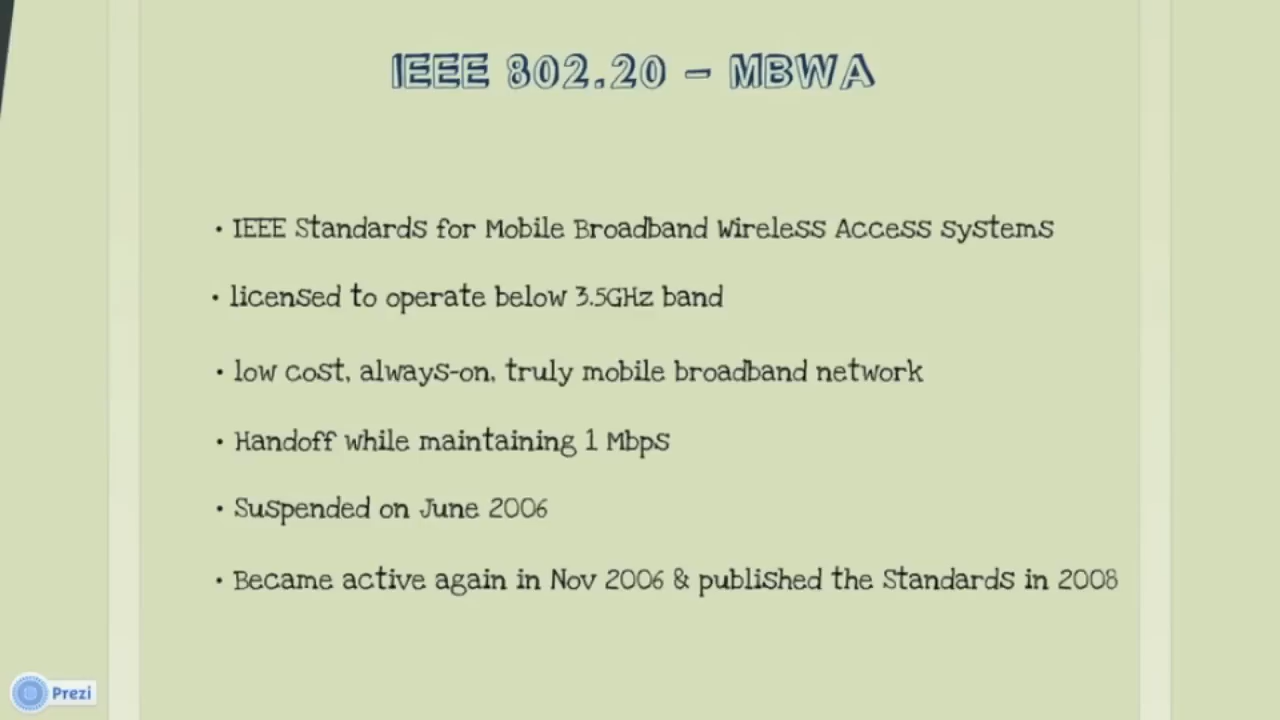 IEEE 802.20 - MBWA
• IEEE Standards for Mobile Broadband Wireless Access systems
• licensed to operate below 3.5GHz band
• low cost, always-on, truly mobile broadband network
• Handoff while maintaining 1 Mbps
• Suspended on June 2006
• Became active again in Nov 2006 & published the Standards in 2008
Prezi